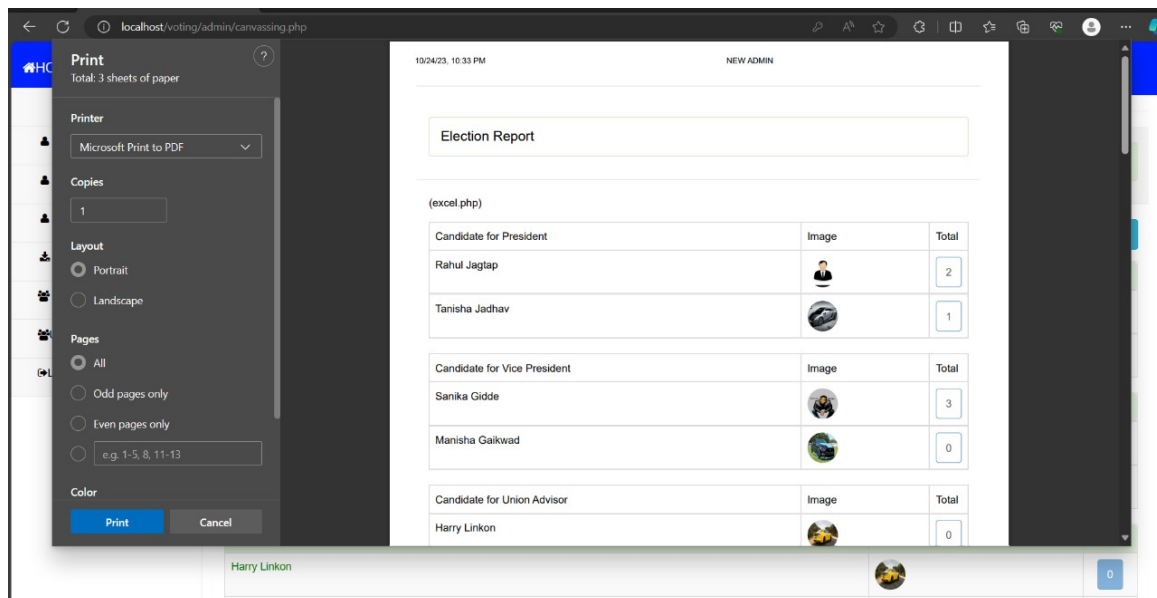 localhost/voting/admin/canvassing.php
HO
Print
Total: 3 sheets of paper
?
Printer
Microsoft Print to PDF
Copies
1
Layout
Portrait
Landscape
Pages
All
Odd pages only
Even pages only
e.g. 1-5, 8, 11-13
Color
Print Cancel
10/24/23, 10:33 PM NEW ADMIN
Election Report
(excel.php)
Candidate for President Image Total
Rahul Jagtap 2
Tanisha Jadhav 1
Candidate for Vice President Image Total
Sanika Gidde 3
Manisha Gaikwad 0
Candidate for Union Advisor Image Total
Harry Linkon 0
Harry Linkon 0